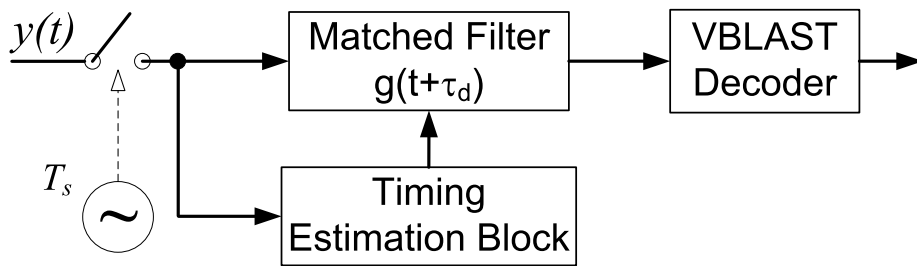 y(t)
Matched Filter
g(t+τd)
VBLAST
Decoder
Ts
~
Timing
Estimation Block